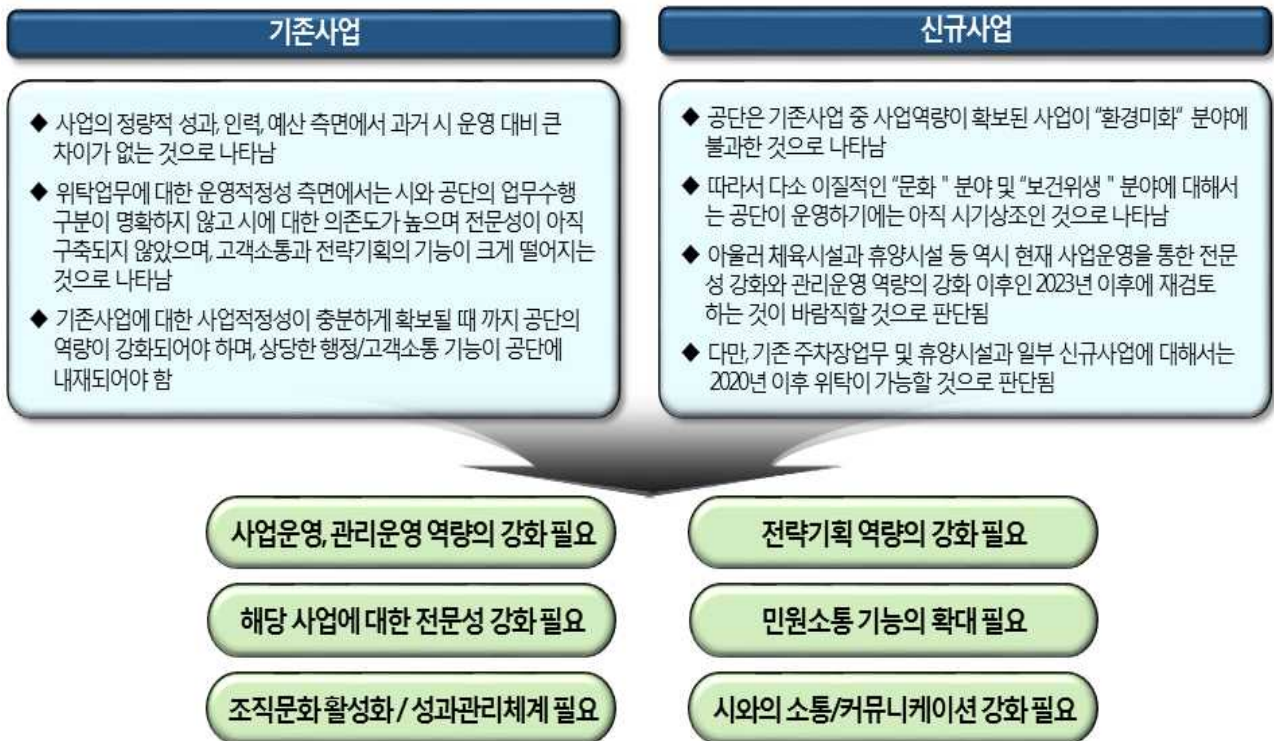 기존사업
◆ 사업의 정량적 성과, 인력, 예산 측면에서 과거 시 운영 대비 큰
차이가 없는 것으로 나타남
◆ 위탁업무에 대한 운영적정성 측면에서는 시와 공단의 업무수행
구분이 명확하지 않고 시에 대한 의존도가 높으며 전문성이 아직
구축되지 않았으며, 고객소통과 전략기획의 기능이 크게 떨어지는
것으로 나타남
◆ 기존사업에 대한 사업적정성이 충분하게 확보될 때 까지 공단의
역량이 강화되어야 하며, 상당한 행정/고객소통 기능이 공단에
내재되어야 함
신규사업
◆ 공단은 기존사업 중 사업역량이 확보된 사업이 “환경미화“ 분야에
불과한 것으로 나타남
◆ 따라서 다소 이질적인 “문화 " 분야 및 “보건위생 " 분야에 대해서
는 공단이 운영하기에는 아직 시기상조인 것으로 나타남
◆ 아울러 체육시설과 휴양시설 등 역시 현재 사업운영을 통한 전문
성 강화와 관리운영 역량의 강화 이후인 2023년 이후에 재검토
하는 것이 바람직할 것으로 판단됨
◆ 다만, 기존 주차장업무 및 휴양시설과 일부 신규사업에 대해서는
2020년 이후 위탁이 가능할 것으로 판단됨
사업운영, 관리운영 역량의 강화 필요
전략기획 역량의 강화 필요
해당 사업에 대한 전문성 강화 필요
민원소통 기능의 확대 필요
조직문화 활성화 / 성과관리체계 필요
시와의 소통/커뮤니케이션 강화 필요